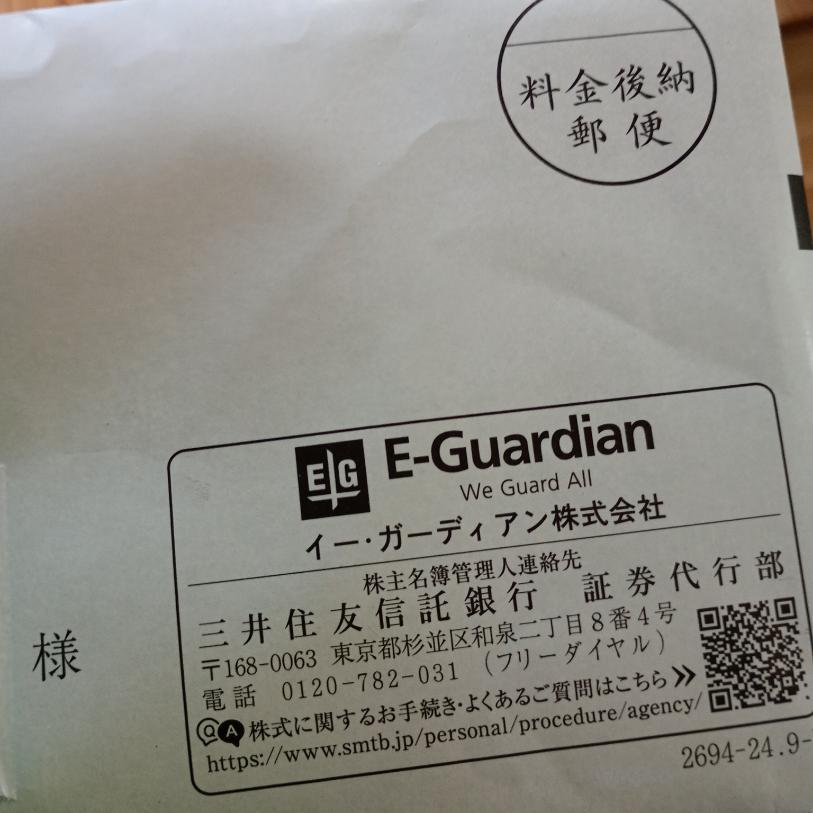 料金後納
郵便
EG E-Guardian
We Guard All
イー・ガーディアン株式会社
株主名簿管理人連絡先
三井住友信託銀行 証券代行部
〒168-0063 東京都杉並区和泉二丁目8番4号
電話 0120-782-031 (フリーダイヤル)
QA 株式に関するお手続き・よくあるご質問はこちら
https://www.smtb.jp/personal/procedure/agency/
様
2694-24.9-